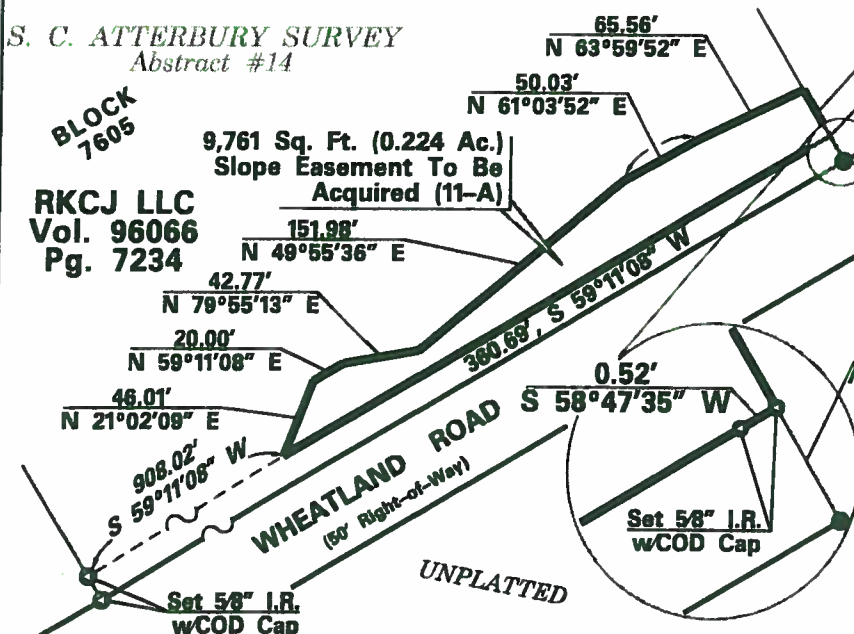 S. C. ATTERBURY SURVEY
Abstract #14
BLOCK
7605
RKCJ LLC
Vol. 96066
Pg. 7234
9,761 Sq. Ft. (0.224 Ac.)
Slope Easement To Be
Acquired (11-A)
65.56'
N 63°59'52" E
50.03'
N 61°03'52" E
151.98'
N 49°55'36" E
42.77'
N 79°55'13" E
20.00'
N 59°11'08" E
46.01'
N 21°02'09" E
360.69', S 59°11'08" W
908.02'
S 59°11'08" W
WHEATLAND ROAD
(50' Right-of-Way)
UNPLATTED
0.52'
S 58°47'35" W
Set 5/8" I.R.
w/COD Cap
Set 5/8" I.R.
w/COD Cap